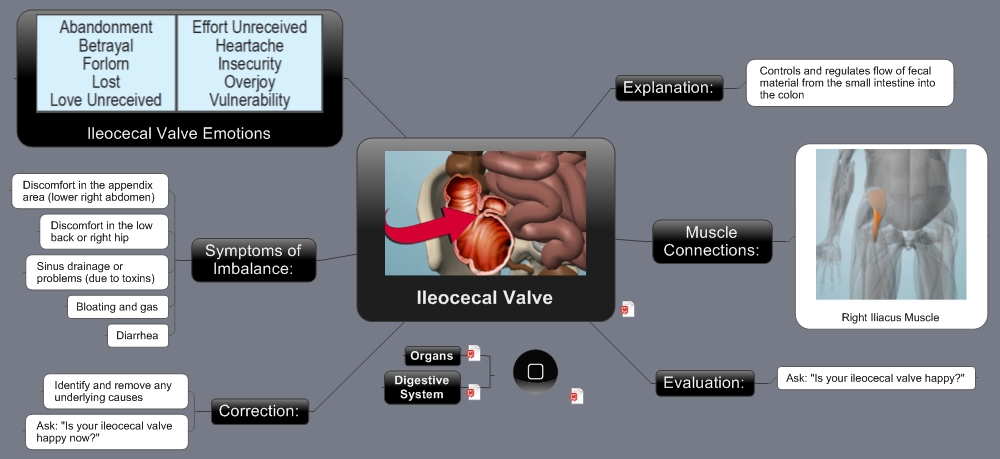 Abandonment
Betrayal
Forlorn
Lost
Love Unreceived
Effort Unreceived
Heartache
Insecurity
Overjoy
Vulnerability
Ileocecal Valve Emotions
Explanation:
Controls and regulates flow of fecal
material from the small intestine into
the colon
Discomfort in the appendix
area (lower right abdomen)
Discomfort in the low
back or right hip
Sinus drainage or
problems (due to toxins)
Bloating and gas
Diarrhea
Symptoms of
Imbalance:
Ileocecal Valve
Muscle
Connections:
Right Iliacus Muscle
Organs
Digestive
System
Evaluation:
Ask: "Is your ileocecal valve happy?"
Identify and remove any
underlying causes
Ask: "Is your ileocecal valve
happy now?"
Correction: